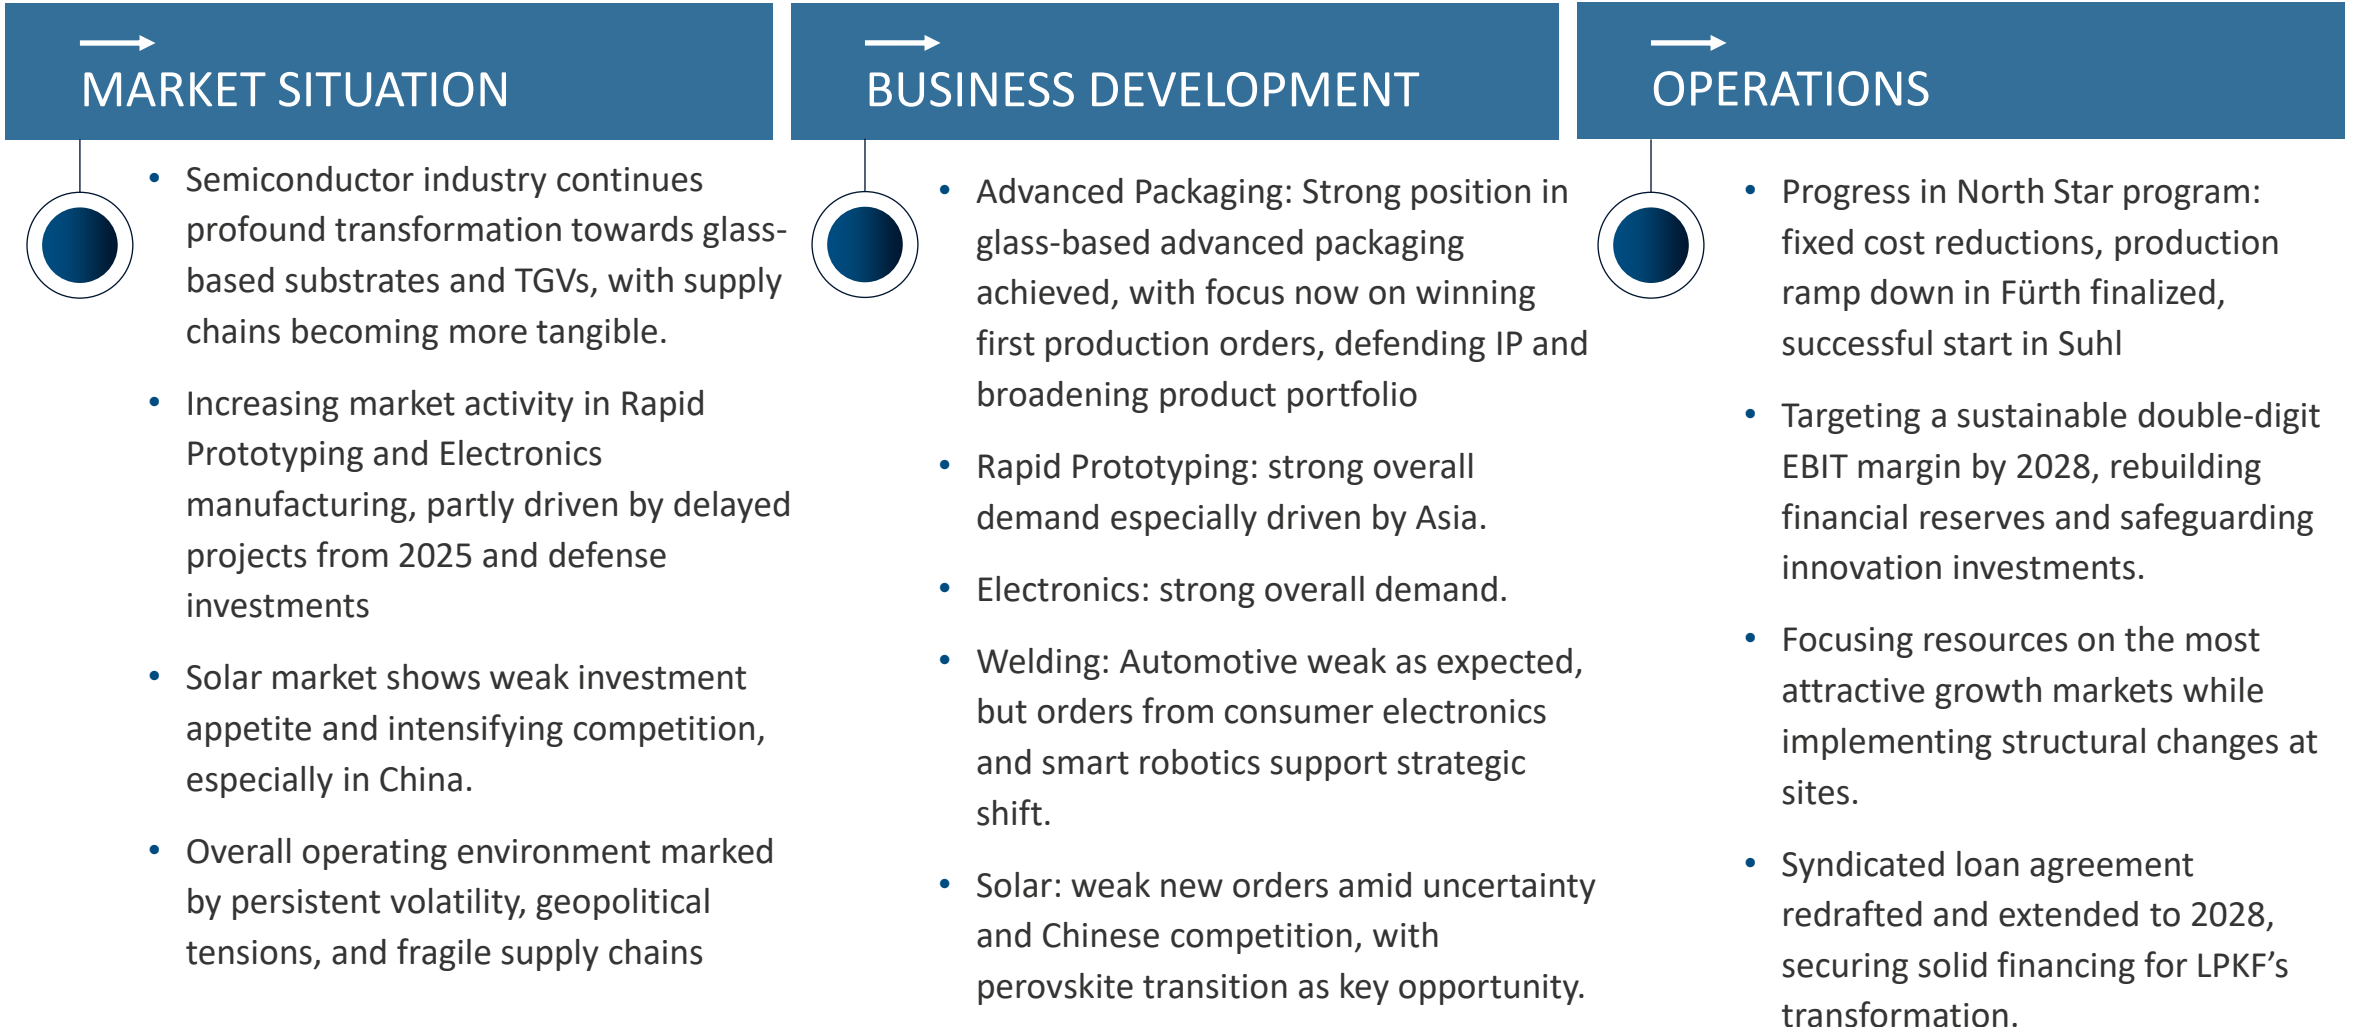 MARKET SITUATION
• Semiconductor industry continues
profound transformation towards glass-
based substrates and TGVs, with supply
chains becoming more tangible.
• Increasing market activity in Rapid
Prototyping and Electronics
manufacturing, partly driven by delayed
projects from 2025 and defense
investments
• Solar market shows weak investment
appetite and intensifying competition,
especially in China.
• Overall operating environment marked
by persistent volatility, geopolitical
tensions, and fragile supply chains
BUSINESS DEVELOPMENT
• Advanced Packaging: Strong position in
glass-based advanced packaging
achieved, with focus now on winning
first production orders, defending IP and
broadening product portfolio
• Rapid Prototyping: strong overall
demand especially driven by Asia.
• Electronics: strong overall demand.
• Welding: Automotive weak as expected,
but orders from consumer electronics
and smart robotics support strategic
shift.
• Solar: weak new orders amid uncertainty
and Chinese competition, with
perovskite transition as key opportunity.
OPERATIONS
• Progress in North Star program:
fixed cost reductions, production
ramp down in Fürth finalized,
successful start in Suhl
• Targeting a sustainable double-digit
EBIT margin by 2028, rebuilding
financial reserves and safeguarding
innovation investments.
• Focusing resources on the most
attractive growth markets while
implementing structural changes at
sites.
• Syndicated loan agreement
redrafted and extended to 2028,
securing solid financing for LPKF’s
transformation.